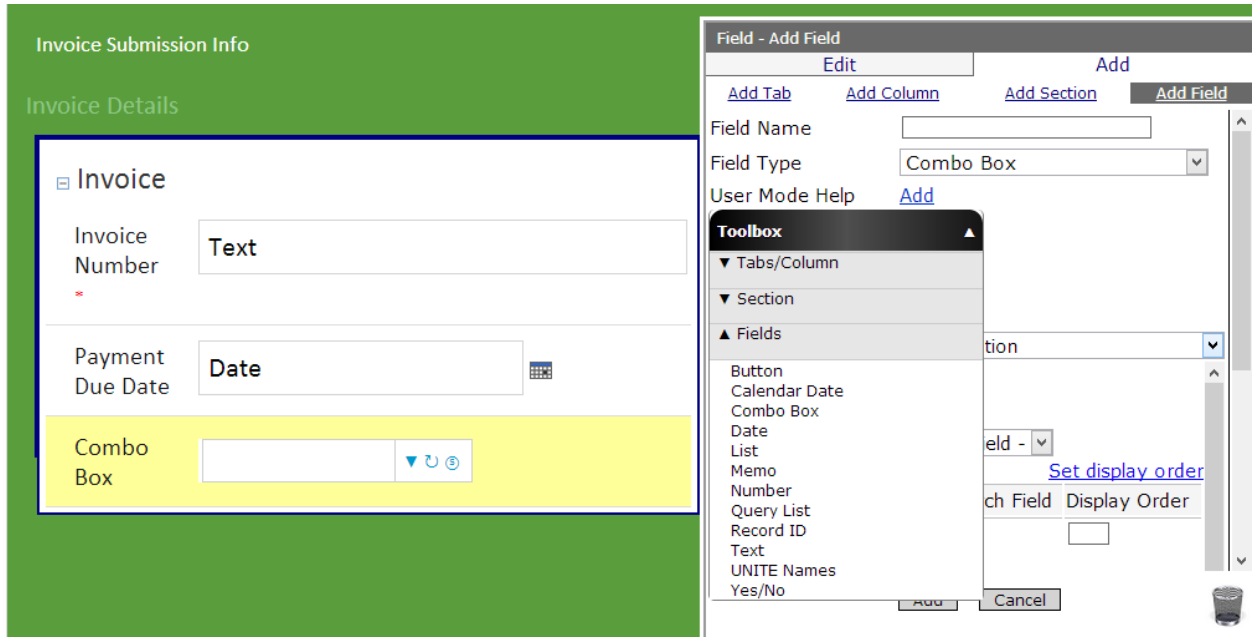 Invoice Submission Info
Invoice Details
Invoice
Invoice
Number
*
Text
Payment
Due Date
Date
Combo
Box
Field - Add Field
Edit
Add
Add Tab
Add Column
Add Section
Add Field
Field Name
Field Type
Combo Box
User Mode Help
Add
Toolbox
▼ Tabs/Column
▼ Section
▲ Fields
Button
Calendar Date
Combo Box
Date
List
Memo
Number
Query List
Record ID
Text
UNITE Names
Yes/No
tion
eld -
Set display order
ch Field
Display Order
Add
Cancel